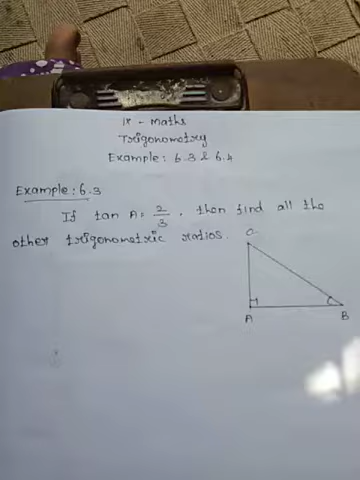 IX - Maths
Trigonometry
Example: 6.3 & 6.4
Example: 6.3
If tan A = 2/3, then find all the
other trigonometric ratios.
C
A B